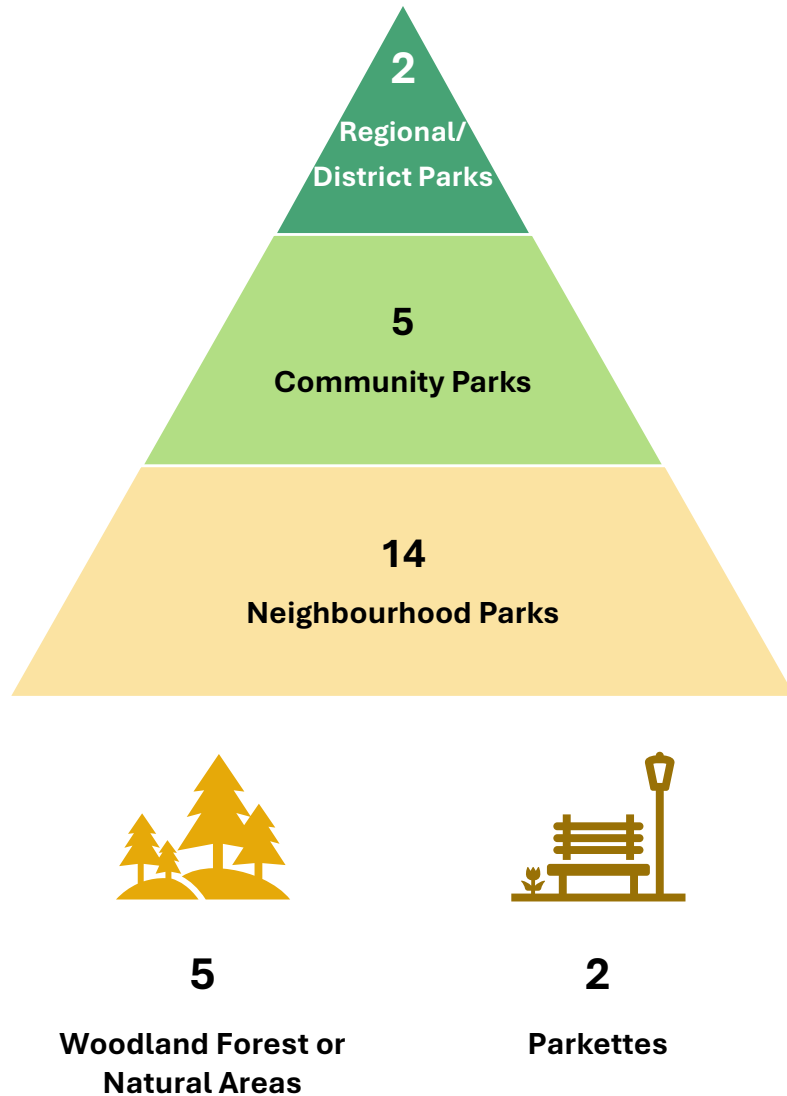 2
Regional/
District Parks
5
Community Parks
14
Neighbourhood Parks
5
Woodland Forest or
Natural Areas
2
Parkettes